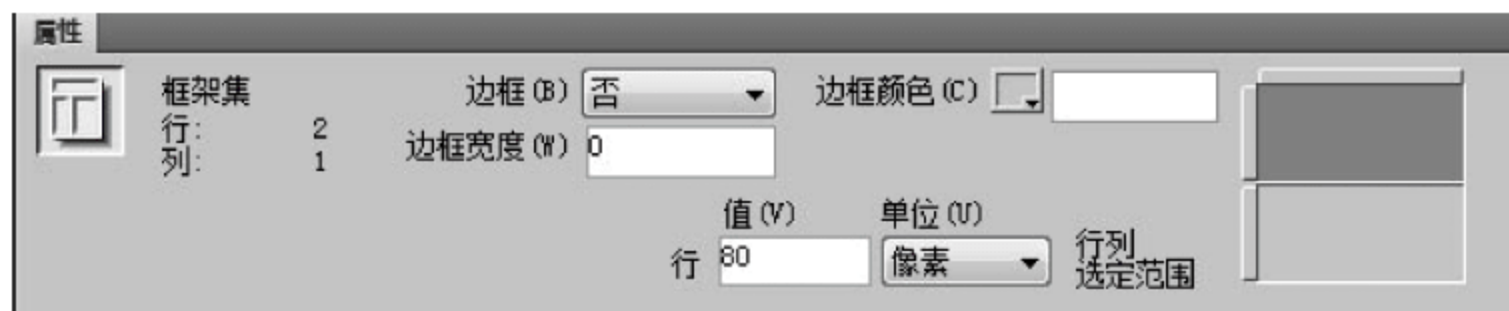 属性
框架集 边框(B) 否 边框颜色(C)
行: 2
列: 1 边框宽度(W) 0
值(V) 单位(U)
行 80 像素 行列
选定范围